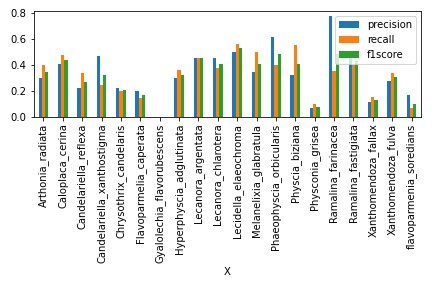 0.8
0.6
0.4
0.2
0.0
precision
recall
f1score
Arthonia_radiata
Caloplaca_cerina
Candelariella_reflexa
Candelariella_xanthostigma
Chrysothrix_candelaris
Flavoparmelia_caperata
Gyalolechia_flavorubescens
Hyperphyscia_adglutinata
Lecanora_argentata
Lecanora_chlarotera
Lecidella_elaeochroma
Melanelixia_glabratula
Phaeophyscia_orbicularis
Physcia_biziana
Physconia_grisea
Ramalina_farinacea
Ramalina_fastigiata
Xanthomendoza_fallax
Xanthomendoza_fulva
flavoparmenia_soredians
X